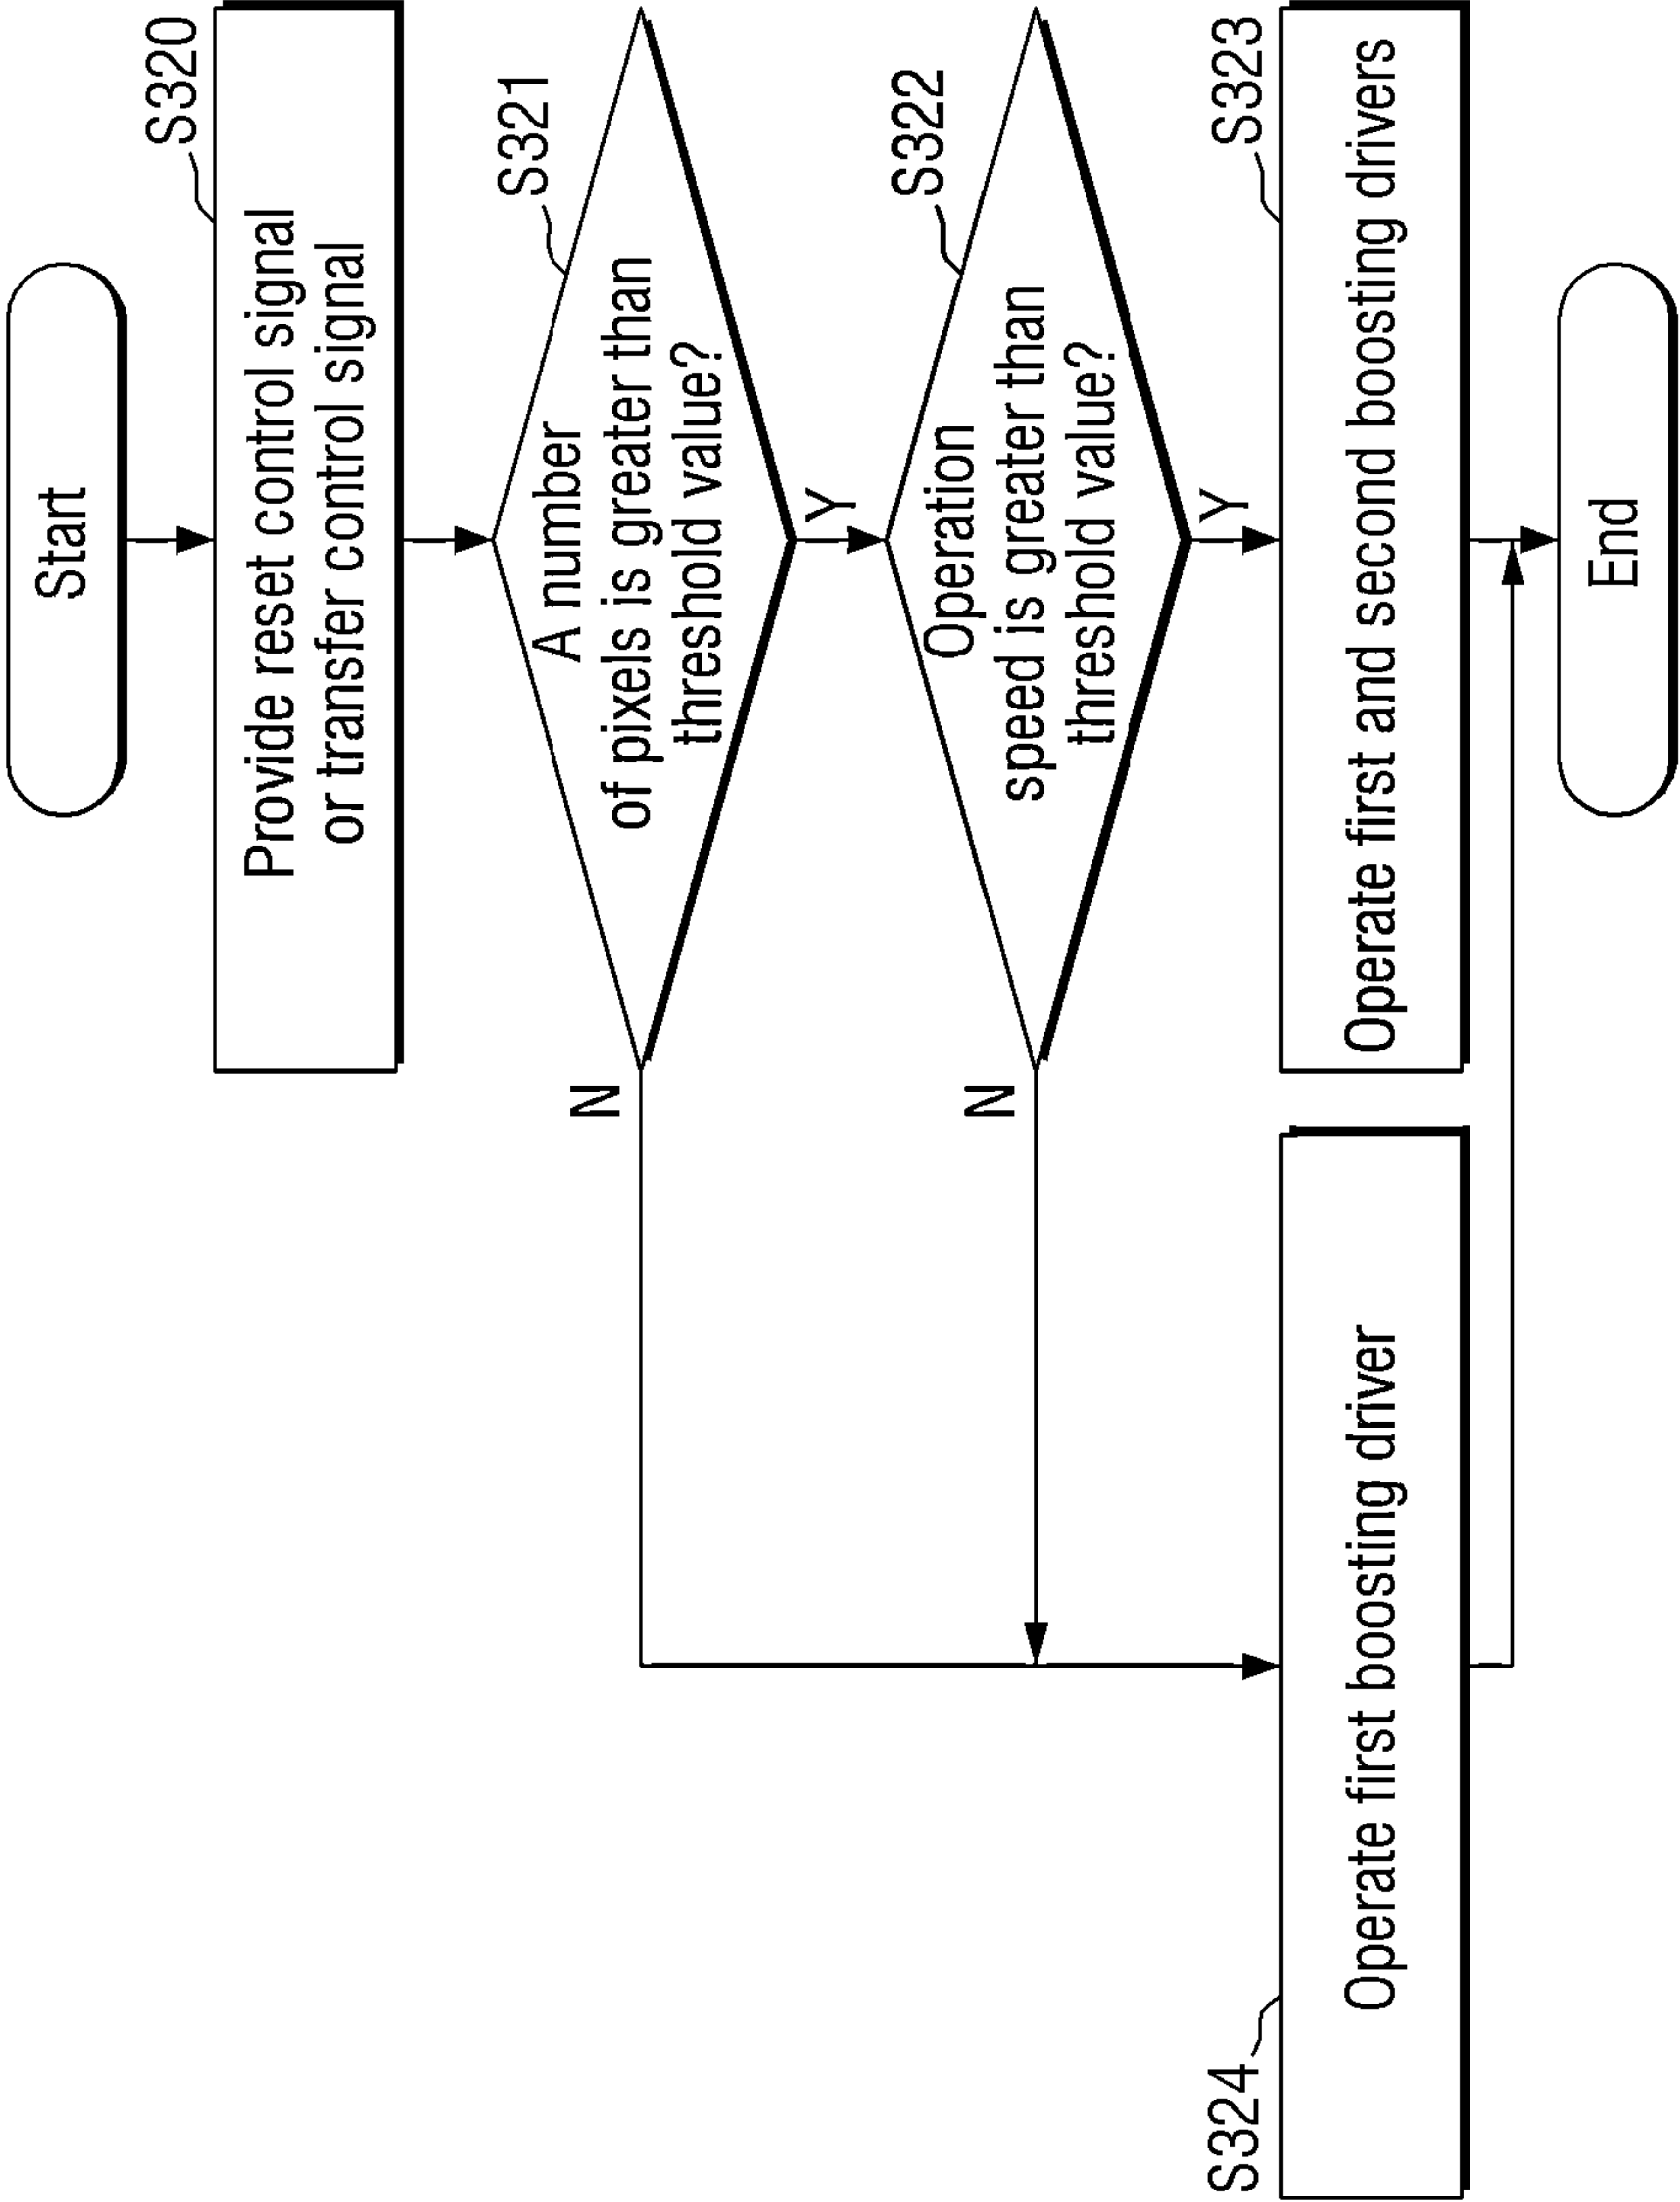 Start
S320
Provide reset control signal
or transfer control signal
S321
A number
of pixels is greater than
threshold value?
N
Y
S322
Operation
speed is greater than
threshold value?
N
Y
S324
Operate first boosting driver
S323
Operate first and second boosting drivers
End